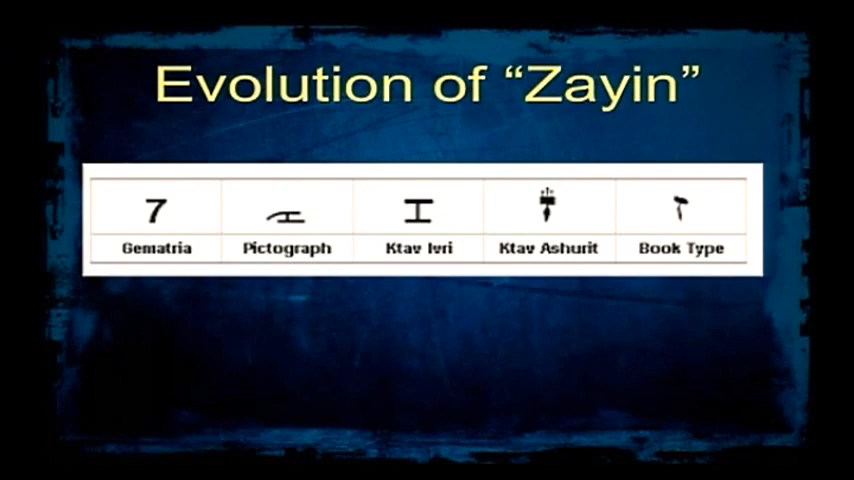 Evolution of “Zayin”
7
Gematria Pictograph Ktav Ivri Ktav Ashurit Book Type